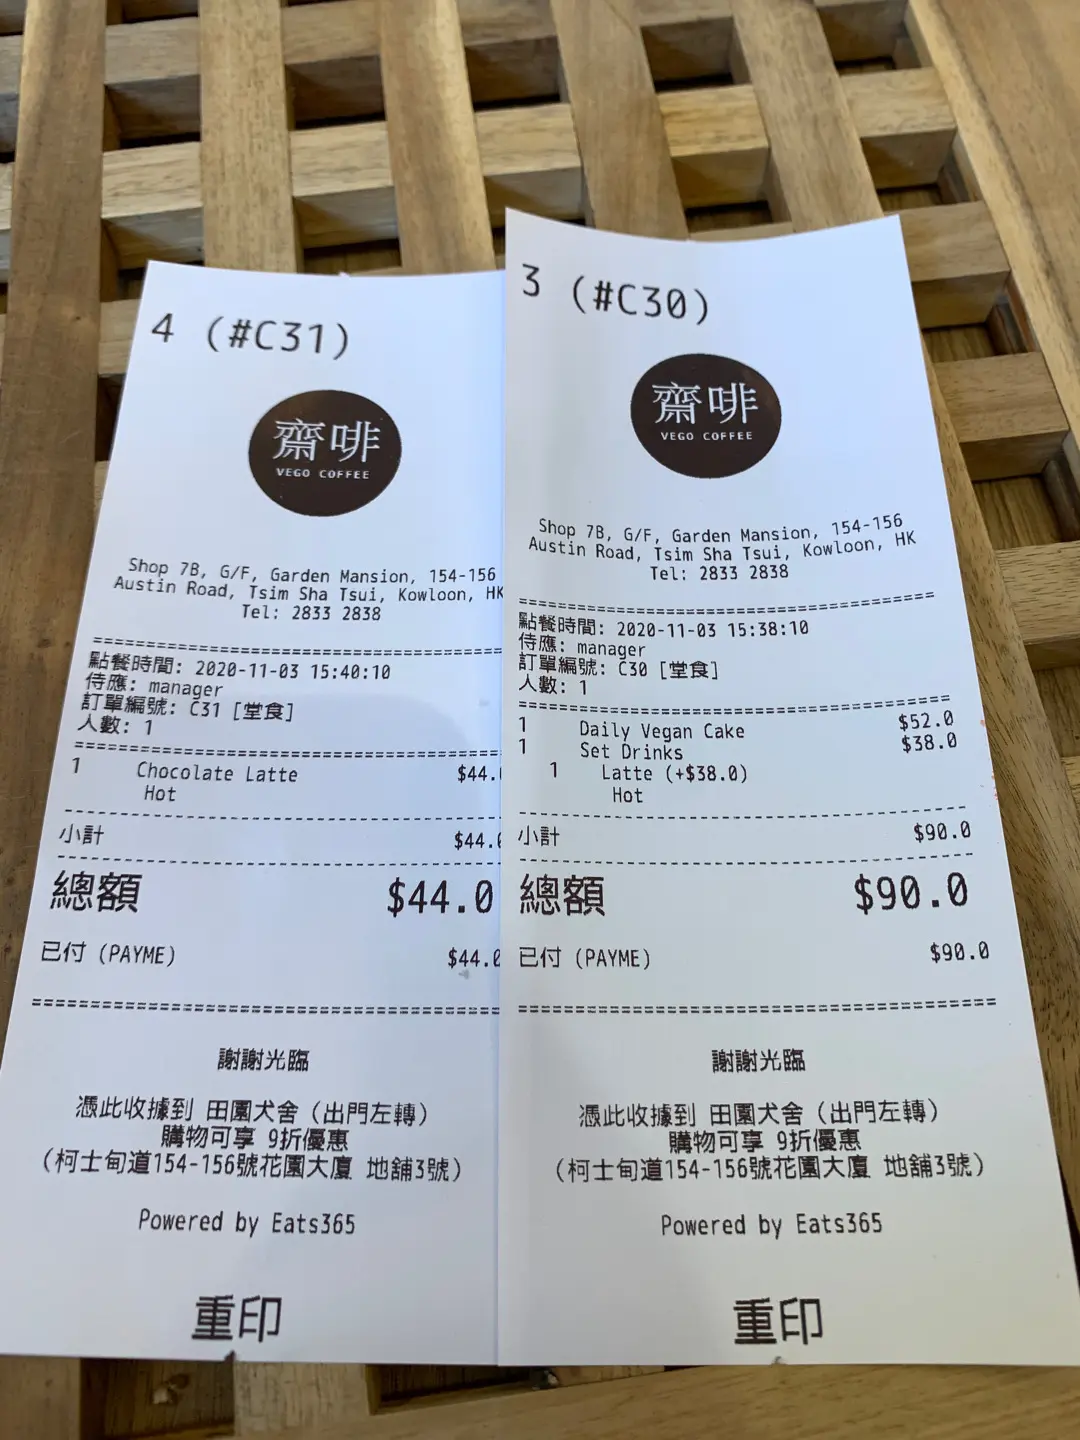 4 (#C31)
齋啡
VEGO COFFEE
Shop 7B, G/F, Garden Mansion, 154-156
Austin Road, Tsim Sha Tsui, Kowloon, HK
Tel: 2833 2838
========================================
點餐時間: 2020-11-03 15:40:10
侍應: manager
訂單編號: C31 [堂食]
人數: 1
========================================
1 Chocolate Latte $44.
Hot
----------------------------------------
小計 $44.
----------------------------------------
總額 $44.0
已付 (PAYME) $44.0
========================================
謝謝光臨
憑此收據到 田園犬舍 (出門左轉)
購物可享 9折優惠
(柯士甸道154-156號花園大廈 地舖3號)
Powered by Eats365
重印
3 (#C30)
齋啡
VEGO COFFEE
Shop 7B, G/F, Garden Mansion, 154-156
Austin Road, Tsim Sha Tsui, Kowloon, HK
Tel: 2833 2838
========================================
點餐時間: 2020-11-03 15:38:10
侍應: manager
訂單編號: C30 [堂食]
人數: 1
========================================
1 Daily Vegan Cake $52.0
1 Set Drinks $38.0
1 Latte (+$38.0)
Hot
----------------------------------------
小計 $90.0
----------------------------------------
總額 $90.0
已付 (PAYME) $90.0
========================================
謝謝光臨
憑此收據到 田園犬舍 (出門左轉)
購物可享 9折優惠
(柯士甸道154-156號花園大廈 地舖3號)
Powered by Eats365
重印